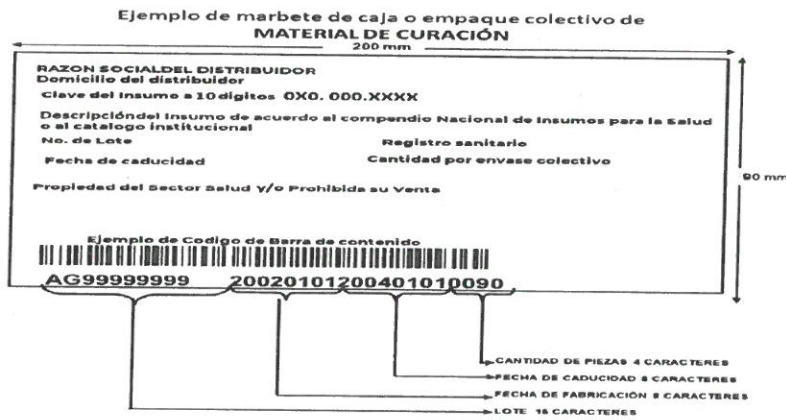 Ejemplo de marbete de caja o empaque colectivo de
MATERIAL DE CURACIÓN
200 mm
RAZON SOCIALDEL DISTRIBUIDOR
Domicilio del distribuidor
Clave del Insumo a 10 digitos 0X0. 000.XXXX
Descripcióndel Insumo de acuerdo al compendio Nacional de Insumos para la Salud
o al catalogo institucional
No. de Lote Registro sanitario
Fecha de caducidad Cantidad por envase colectivo
90 mm
Propiedad del Sector Salud Y/o Prohibida su Venta
Ejemplo de Codigo de Barra de contenido
AG99999999 20020101200401010090
CANTIDAD DE PIEZAS 4 CARACTERES
FECHA DE CADUCIDAD 8 CARACTERES
FECHA DE FABRICACIÓN 8 CARACTERES
LOTE 16 CARACTERES